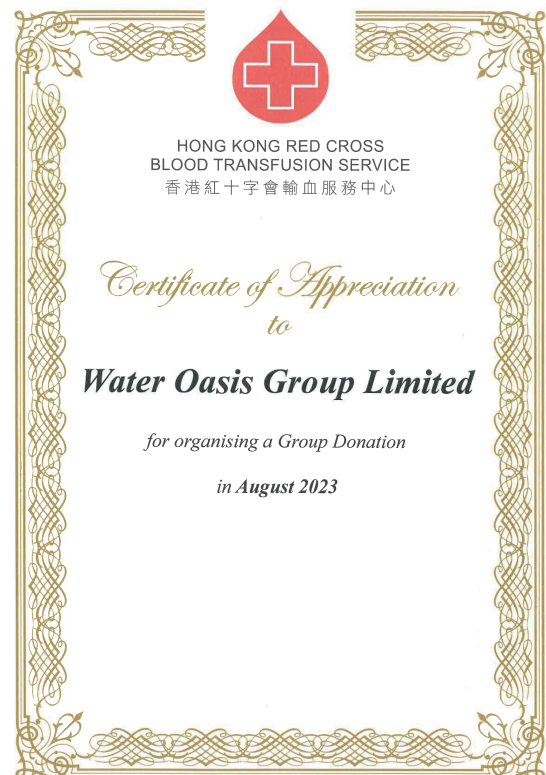 HONG KONG RED CROSS
BLOOD TRANSFUSION SERVICE
香港紅十字會輸血服務中心
Certificate of Appreciation
to
Water Oasis Group Limited
for organising a Group Donation
in August 2023